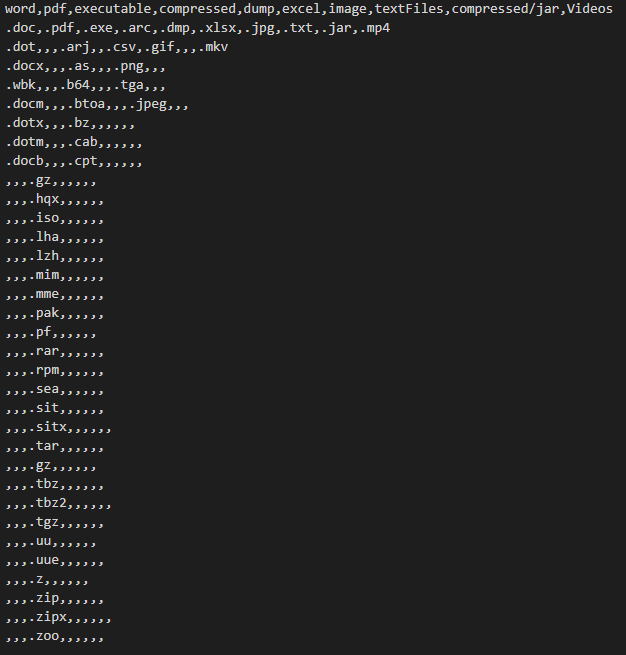 word,pdf,executable,compressed,dump,excel,image,textFiles,compressed/jar,Videos
.doc,.pdf,.exe,.arc,.dmp,.xlsx,.jpg,.txt,.jar,.mp4
.dot,,,.arj,,.csv,.gif,,,.mkv
.docx,,,.as,,,.png,,,
.wbk,,,.b64,,,.tga,,,
.docm,,,.btoa,,,.jpeg,,,
.dotx,,,.bz,,,,,,
.dotm,,,.cab,,,,,,
.docb,,,.cpt,,,,,,
,,,.gz,,,,,,
,,,.hqx,,,,,,
,,,.iso,,,,,,
,,,.lha,,,,,,
,,,.lzh,,,,,,
,,,.mim,,,,,,
,,,.mme,,,,,,
,,,.pak,,,,,,
,,,.pf,,,,,,
,,,.rar,,,,,,
,,,.rpm,,,,,,
,,,.sea,,,,,,
,,,.sit,,,,,,
,,,.sitx,,,,,,
,,,.tar,,,,,,
,,,.gz,,,,,,
,,,.tbz,,,,,,
,,,.tbz2,,,,,,
,,,.tgz,,,,,,
,,,.uu,,,,,,
,,,.uue,,,,,,
,,,.z,,,,,,
,,,.zip,,,,,,
,,,.zipx,,,,,,
,,,.zoo,,,,,,